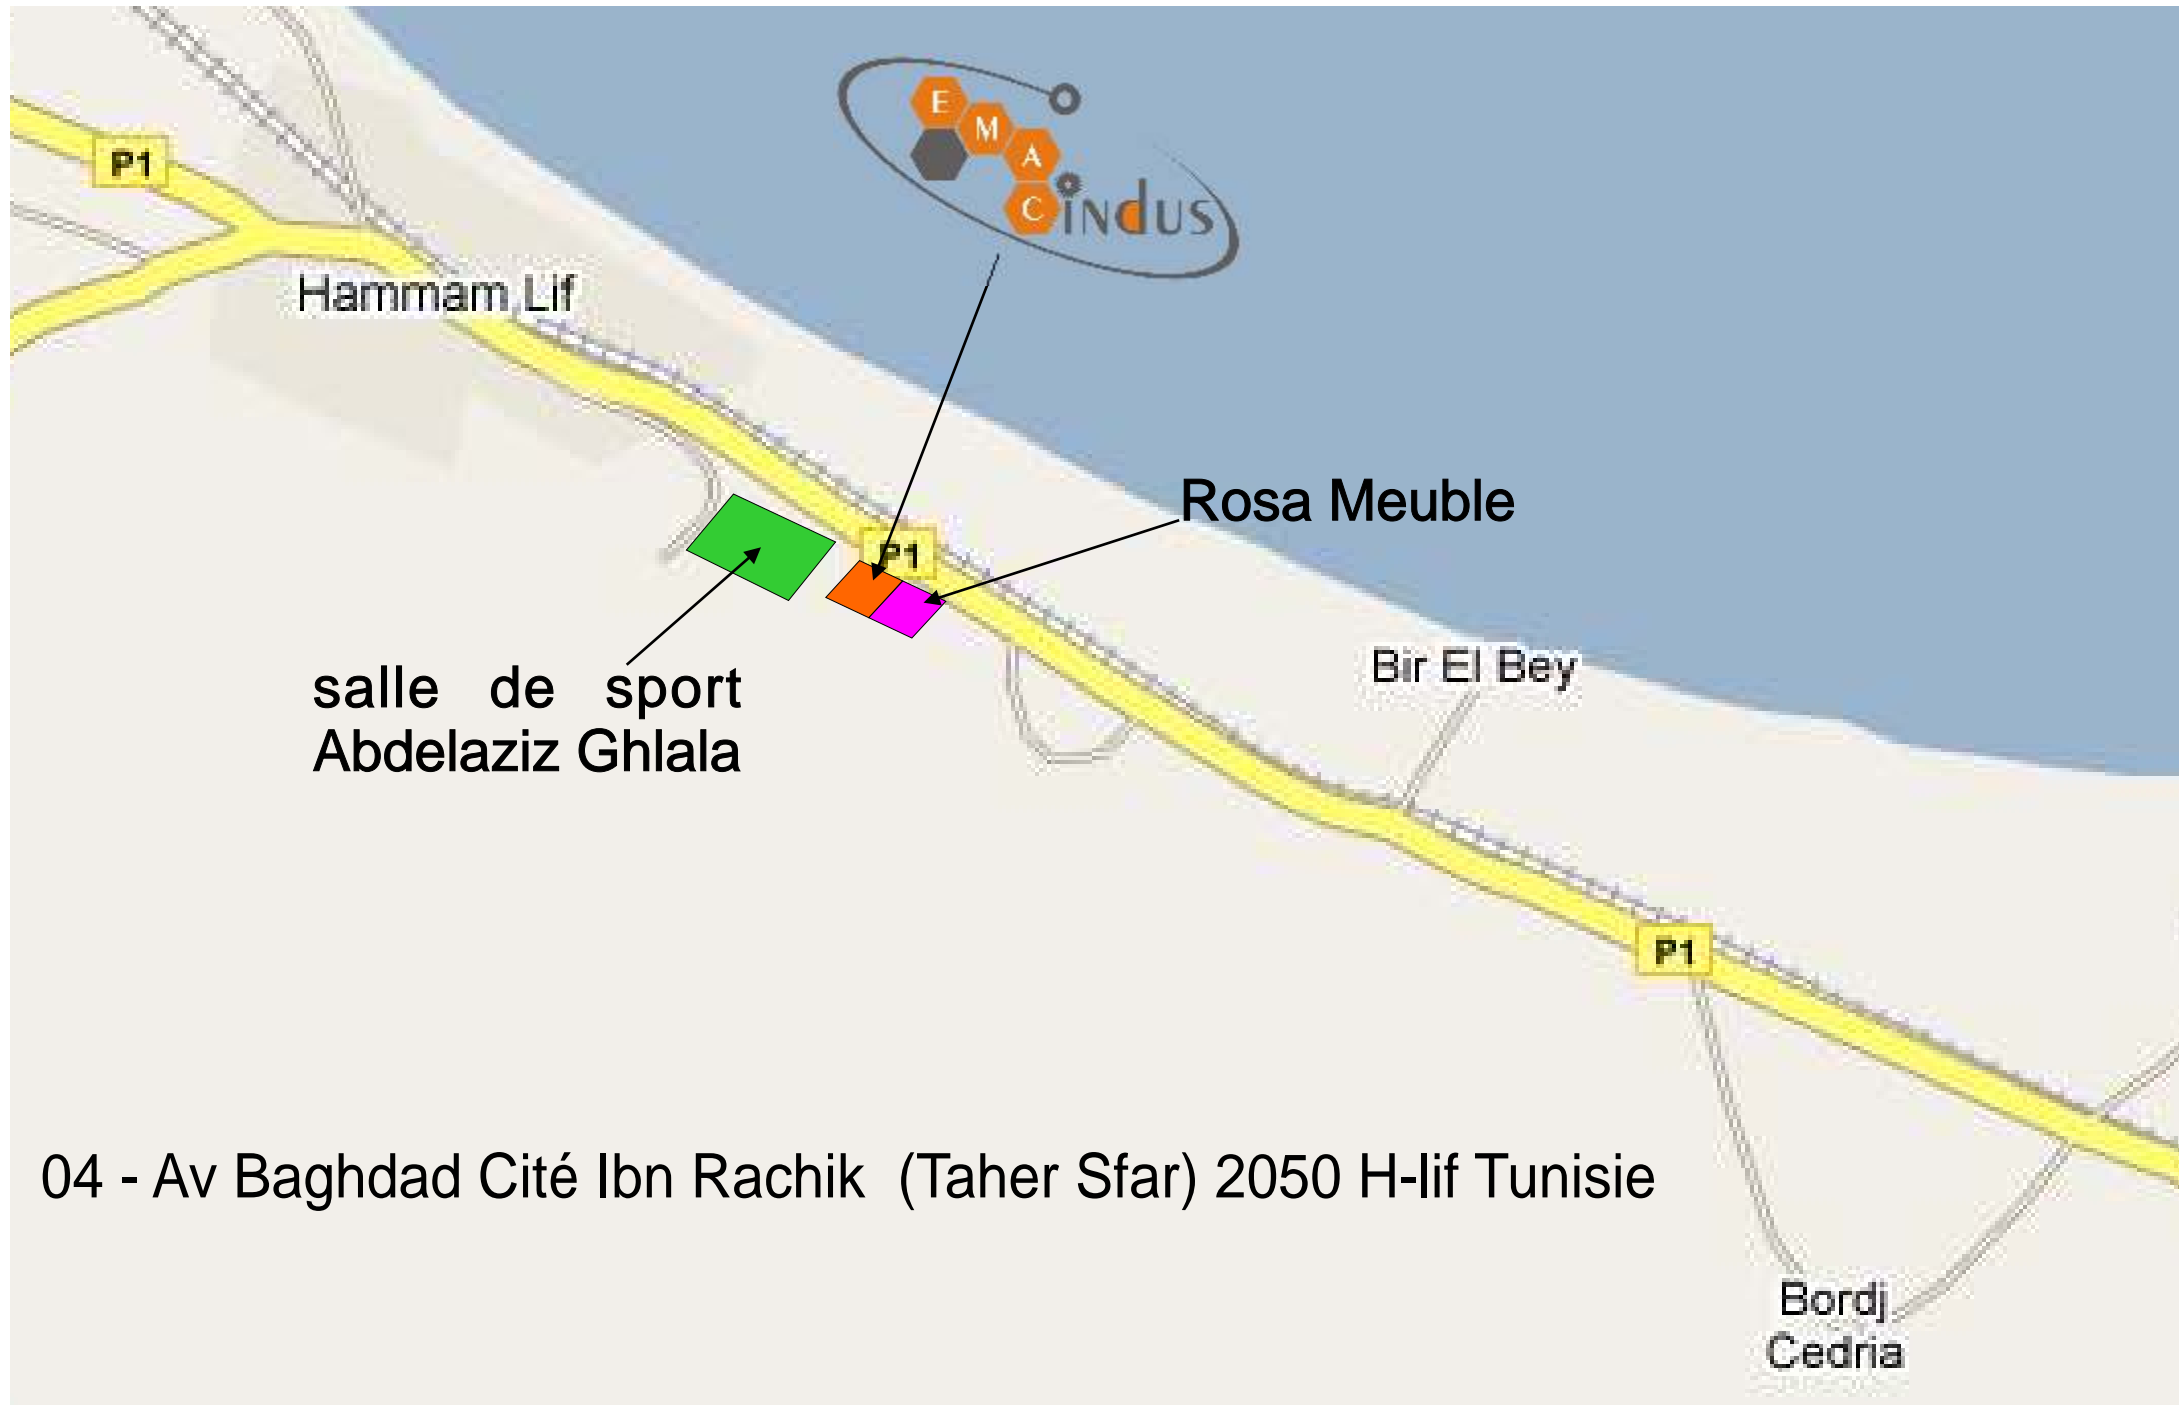 E
M
A
C
indus
P1
Hammam Lif
Rosa Meuble
P1
salle de sport
Abdelaziz Ghlala
Bir El Bey
P1
04 - Av Baghdad Cité Ibn Rachik (Taher Sfar) 2050 H-lif Tunisie
Bordj
Cedria